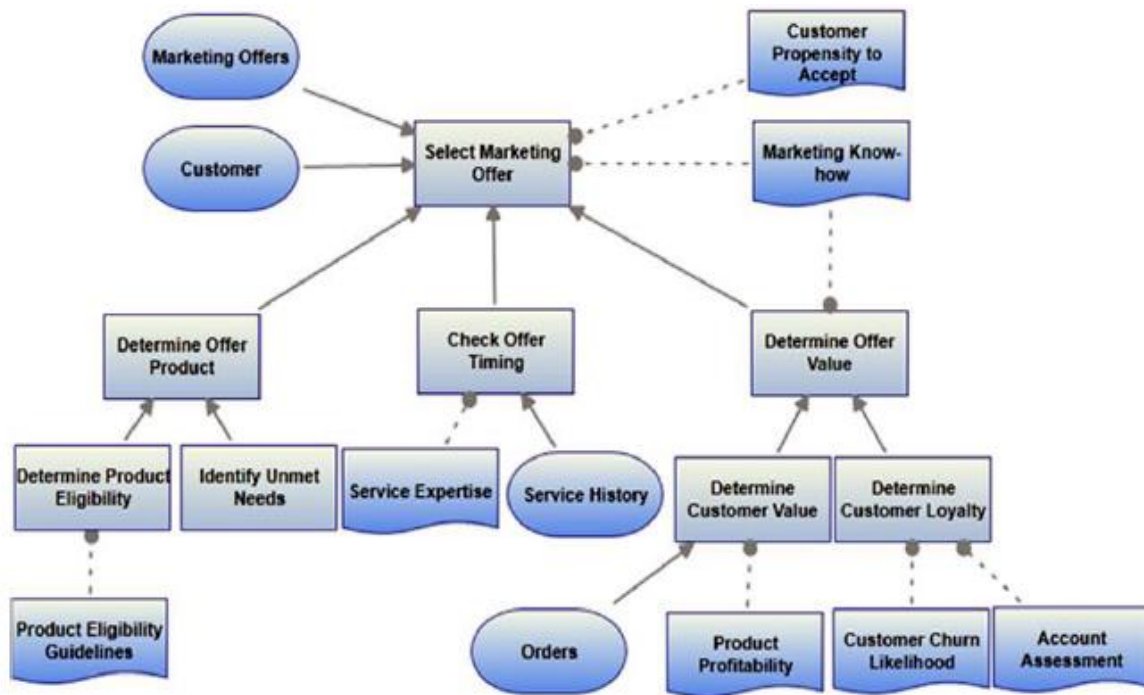 Marketing Offers
Customer
Propensity to
Accept
Customer
Select Marketing
Offer
Marketing Know-
how
Determine Offer
Product
Check Offer
Timing
Determine Offer
Value
Determine Product
Eligibility
Identify Unmet
Needs
Service Expertise
Service History
Determine
Customer Value
Determine
Customer Loyalty
Product Eligibility
Guidelines
Orders
Product
Profitability
Customer Churn
Likelihood
Account
Assessment